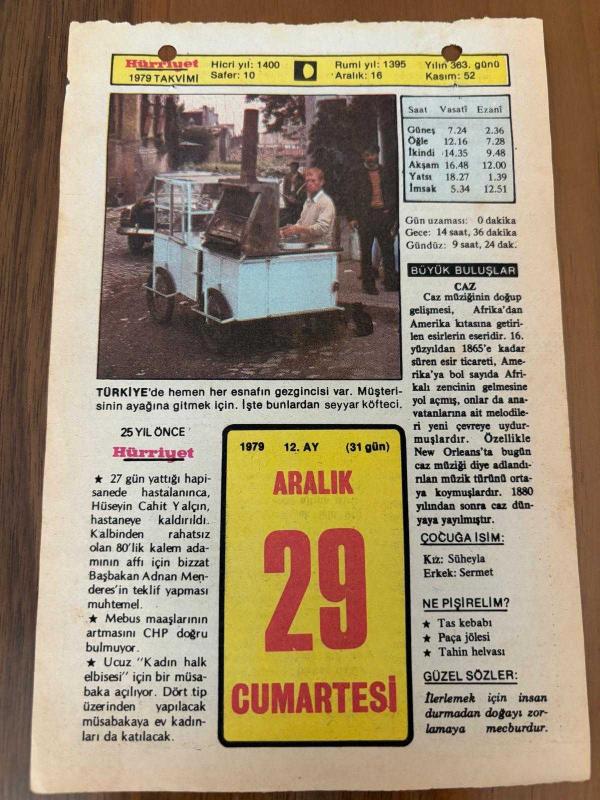 Hürriyet
1979 TAKVİMİ
Hicri yıl: 1400
Safer: 10
Rumi yıl: 1395
Aralık: 16
Yılın 363. günü
Kasım: 52
Saat Vasatî Ezanî
Güneş 7.24 2.36
Öğle 12.16 7.28
İkindi 14.35 9.48
Akşam 16.48 12.00
Yatsı 18.27 1.39
İmsak 5.34 12.51
Gün uzaması: 0 dakika
Gece: 14 saat, 36 dakika
Gündüz: 9 saat, 24 dak.
TÜRKİYE'de hemen her esnafın gezgincisi var. Müşteri-
sinin ayağına gitmek için. İşte bunlardan seyyar köfteci.
25 YIL ÖNCE
Hürriyet
★ 27 gün yattığı hapi-
sanede hastalanınca,
Hüseyin Cahit Yalçın,
hastaneye kaldırıldı.
Kalbinden rahatsız
olan 80'lik kalem ada-
mının affı için bizzat
Başbakan Adnan Men-
deres'in teklif yapması
muhtemel.
★ Mebus maaşlarının
artmasını CHP doğru
bulmuyor.
★ Ucuz "Kadın halk
elbisesi" için bir müsa-
baka açılıyor. Dört tip
üzerinden yapılacak
müsabakaya ev kadın-
ları da katılacak.
1979 12. AY (31 gün)
ARALIK
29
CUMARTESİ
BÜYÜK BULUŞLAR
CAZ
Caz müziğinin doğup
gelişmesi, Afrika'dan
Amerika kıtasına getiri-
len esirlerin eseridir. 16.
yüzyıldan 1865'e kadar
süren esir ticareti, Ame-
rika'ya bol sayıda Afri-
kalı zencinin gelmesine
yol açmış, onlar da ana-
vatanlarına ait melodile-
ri yeni çevreye uydur-
muşlardır. Özellikle
New Orleans'ta bugün
caz müziği diye adlandı-
rılan müzik türünü orta-
ya koymuşlardır. 1880
yılından sonra caz dün-
yaya yayılmıştır.
ÇOCUĞA İSİM:
Kız: Süheyla
Erkek: Sermet
NE PİŞİRELİM?
★ Tas kebabı
★ Paça jölesi
★ Tahin helvası
GÜZEL SÖZLER:
İlerlemek için insan
durmadan doğayı zor-
lamaya mecburdur.